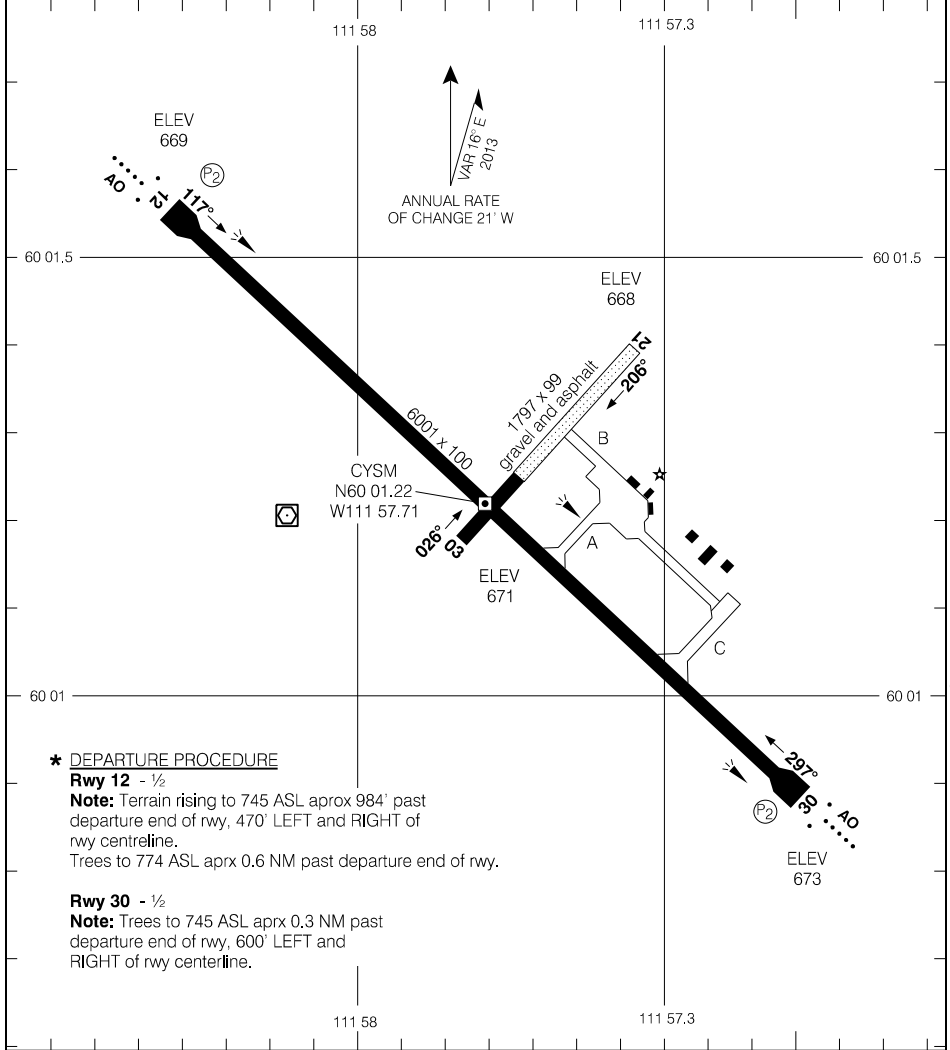 111 58
111 57.3
ELEV
669
P2
VAR 16° E
2013
ANNUAL RATE
OF CHANGE 21' W
AO
12
117°
60 01.5
60 01.5
ELEV
668
21
206°
1797 x 99
gravel and asphalt
6001 x 100
B
CYSM
N60 01.22
W111 57.71
026°
03
A
ELEV
671
C
60 01
60 01
297°
30
AO
P2
ELEV
673
* DEPARTURE PROCEDURE
Rwy 12 - ½
Note: Terrain rising to 745 ASL aprox 984' past
departure end of rwy, 470' LEFT and RIGHT of
rwy centreline.
Trees to 774 ASL aprx 0.6 NM past departure end of rwy.
Rwy 30 - ½
Note: Trees to 745 ASL aprx 0.3 NM past
departure end of rwy, 600' LEFT and
RIGHT of rwy centerline.
111 58
111 57.3